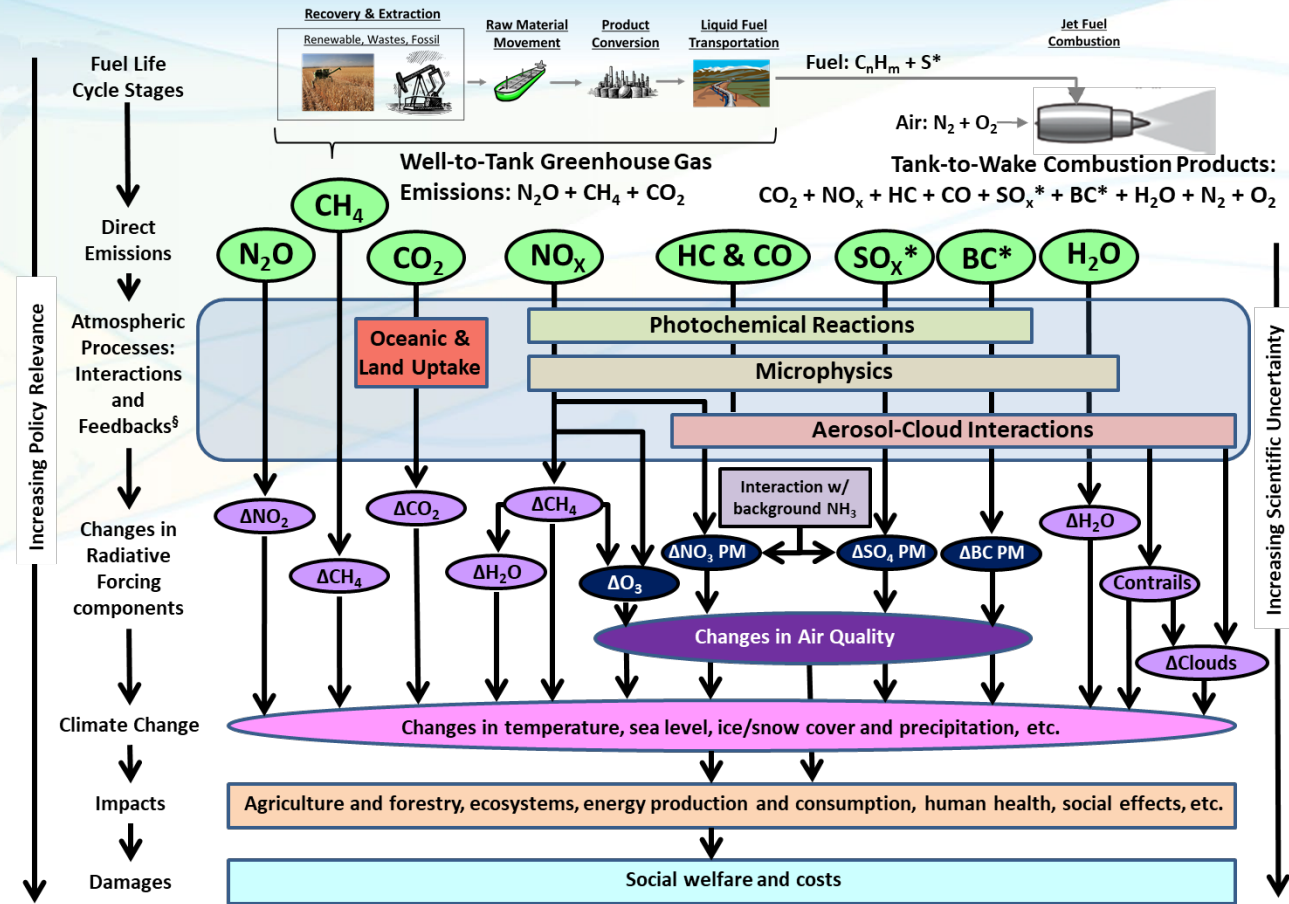 Recovery & Extraction
Renewable, Wastes, Fossil
Raw Material
Movement
Product
Conversion
Liquid Fuel
Transportation
Jet Fuel
Combustion
Fuel Life
Cycle Stages
Fuel: CₙHₘ + S*
Air: N₂ + O₂
Well-to-Tank Greenhouse Gas
Emissions: N₂O + CH₄ + CO₂
Tank-to-Wake Combustion Products:
CO₂ + NOₓ + HC + CO + SOₓ* + BC* + H₂O + N₂ + O₂
Direct
Emissions
CH₄
N₂O
CO₂
NOX
HC & CO
SOX*
BC*
H₂O
Increasing Policy Relevance
Increasing Scientific Uncertainty
Atmospheric
Processes:
Interactions
and
Feedbacks§
Oceanic &
Land Uptake
Photochemical Reactions
Microphysics
Aerosol-Cloud Interactions
Changes in
Radiative
Forcing
components
Interaction w/
background NH₃
ΔNO₂
ΔCH₄
ΔCO₂
ΔCH₄
ΔH₂O
ΔO₃
ΔNO₃ PM
ΔSO₄ PM
ΔBC PM
ΔH₂O
Contrails
ΔClouds
Changes in Air Quality
Climate Change
Changes in temperature, sea level, ice/snow cover and precipitation, etc.
Impacts
Agriculture and forestry, ecosystems, energy production and consumption, human health, social effects, etc.
Damages
Social welfare and costs